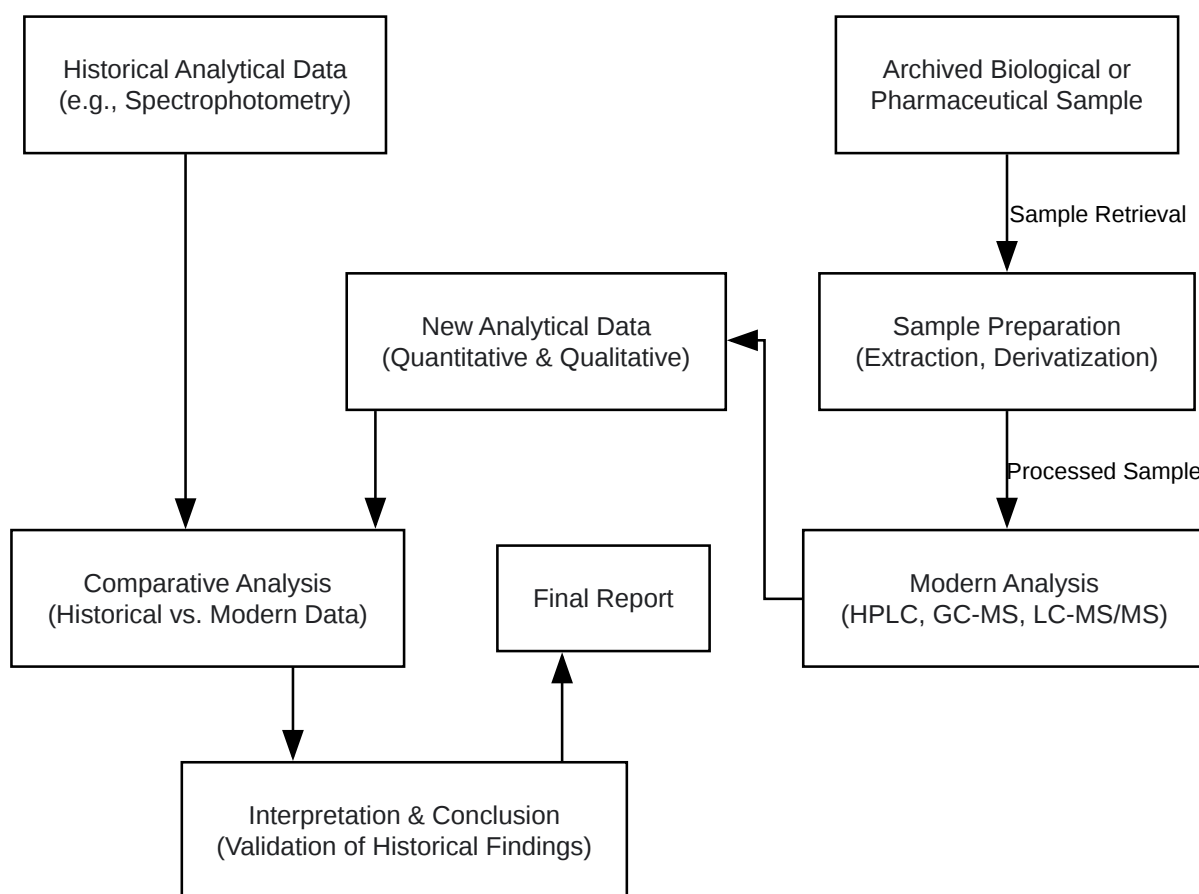 Historical Analytical Data
(e.g., Spectrophotometry)
Archived Biological or
Pharmaceutical Sample
Sample Retrieval
New Analytical Data
(Quantitative & Qualitative)
Sample Preparation
(Extraction, Derivatization)
Processed Sample
Comparative Analysis
(Historical vs. Modern Data)
Final Report
Modern Analysis
(HPLC, GC-MS, LC-MS/MS)
Interpretation & Conclusion
(Validation of Historical Findings)